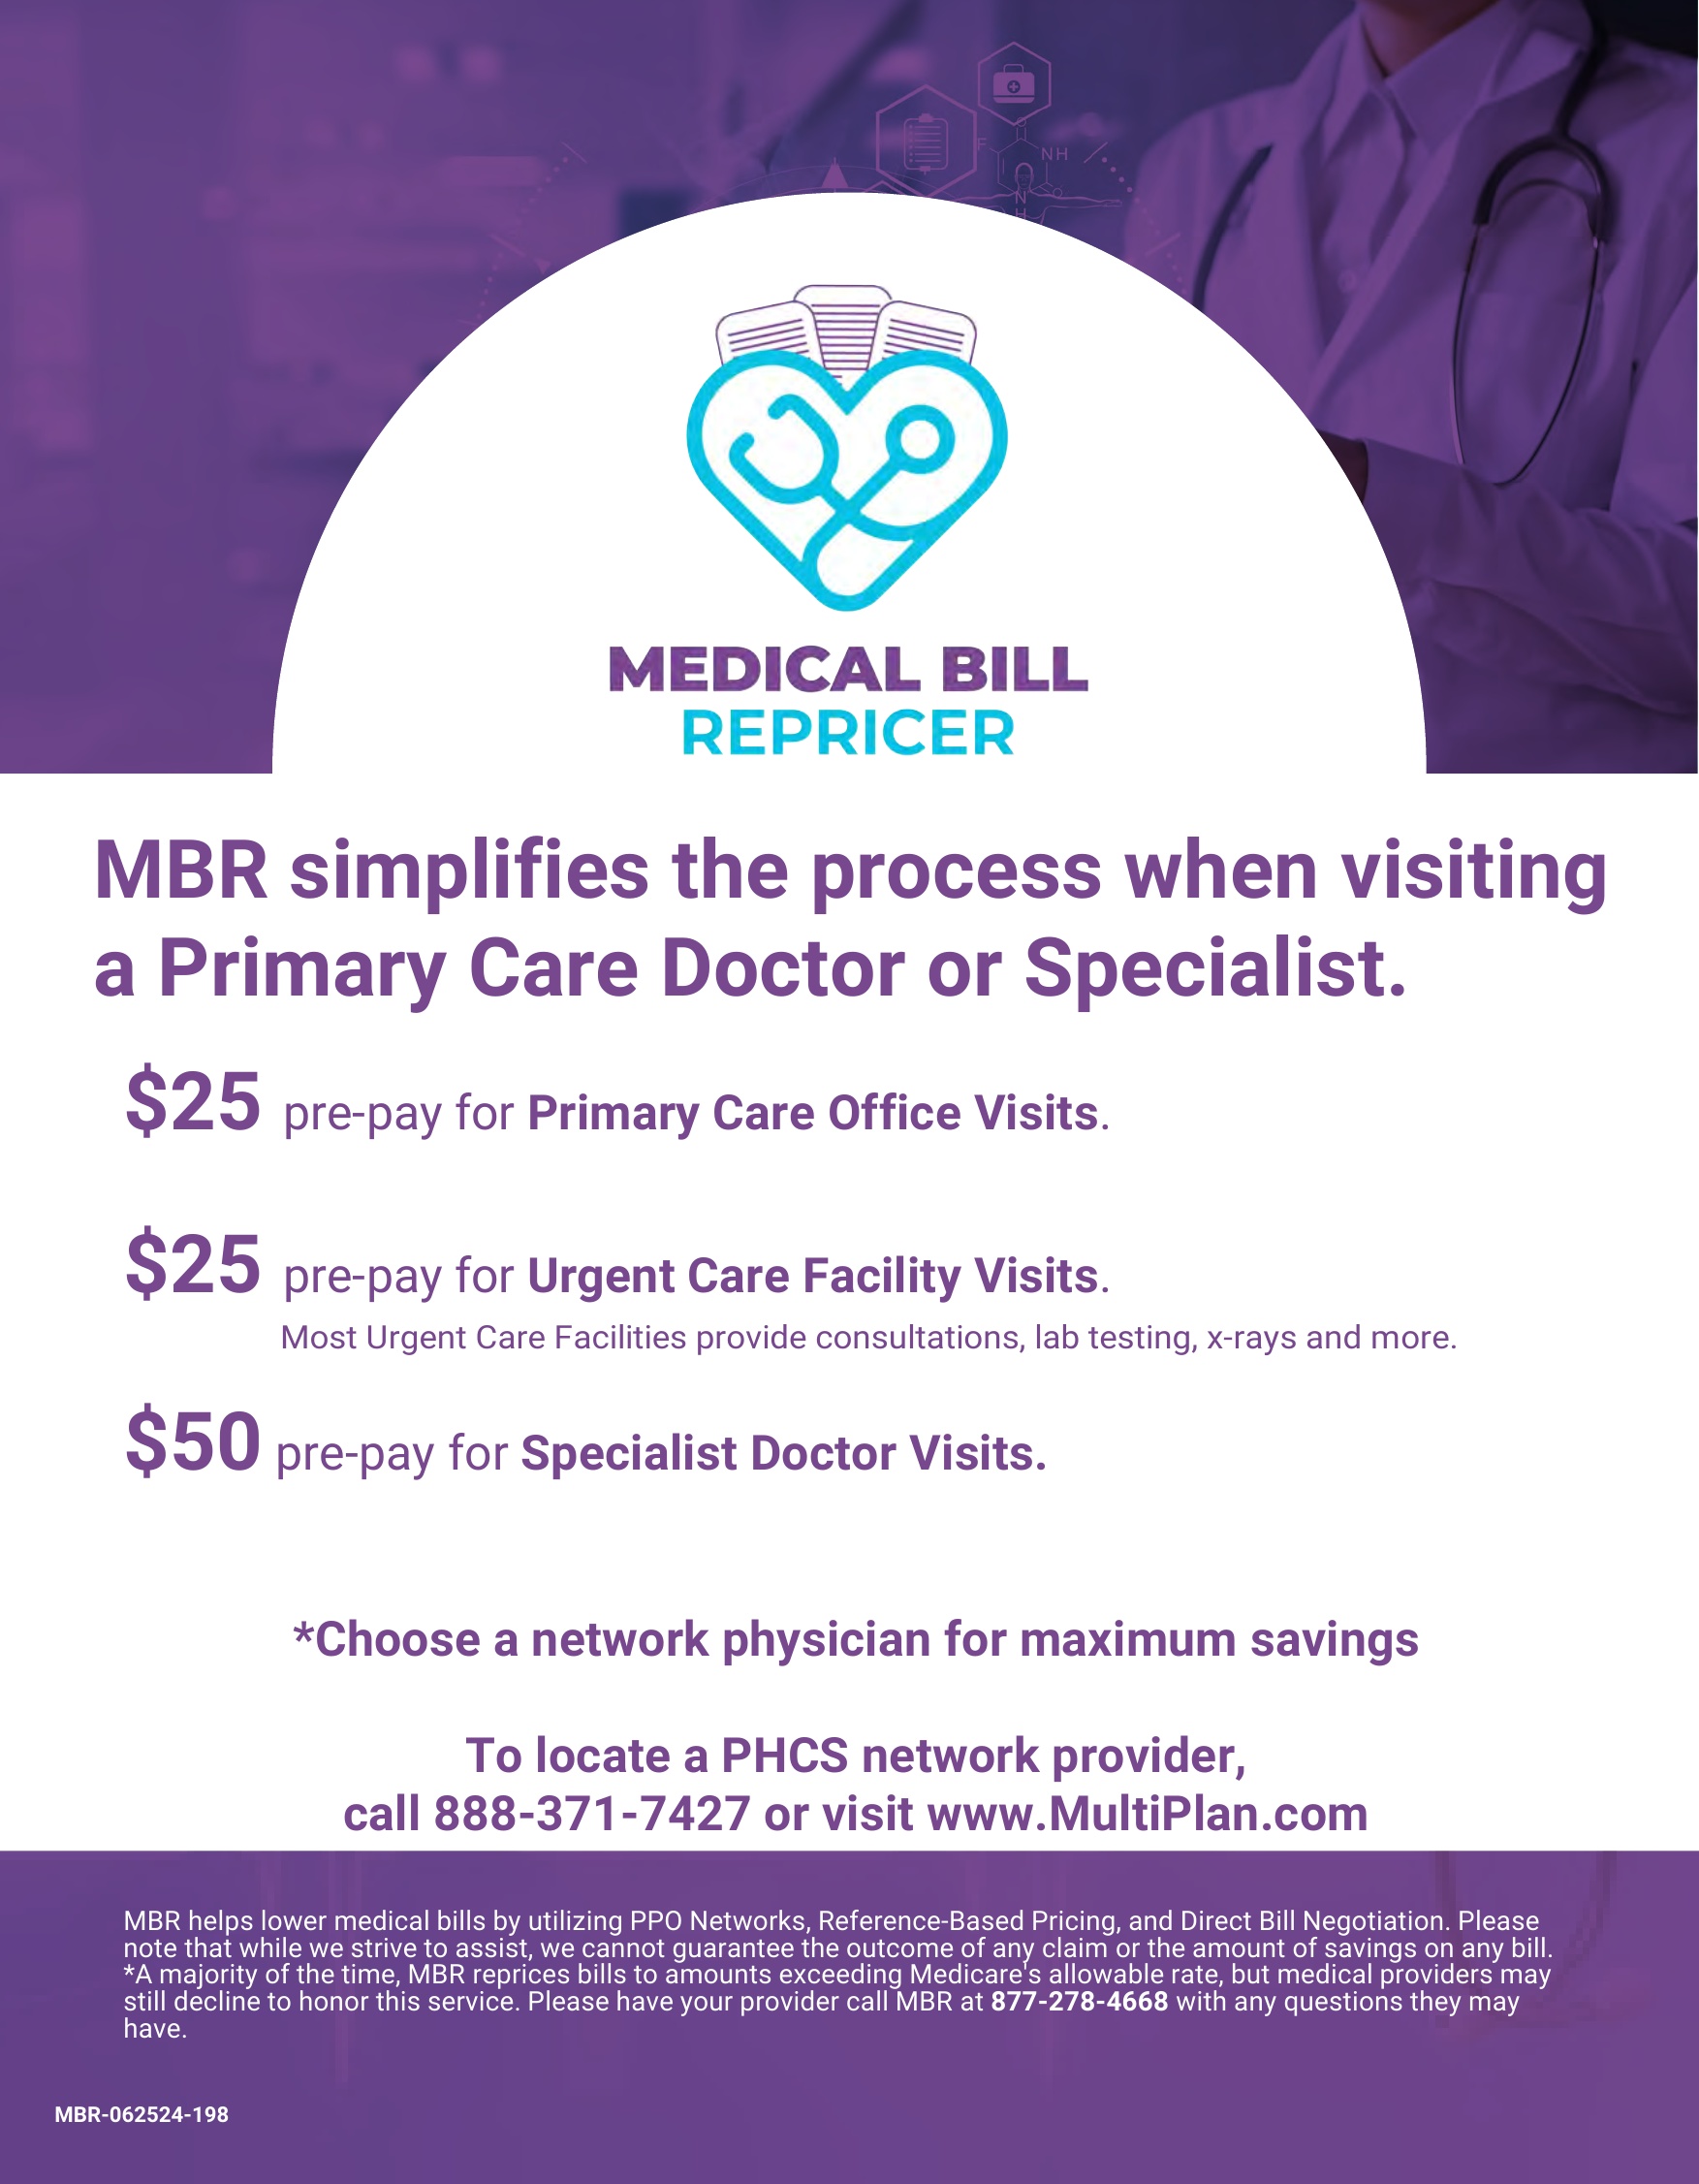 F
O
NH
N
H
O
MEDICAL BILL
REPRICER
MBR simplifies the process when visiting
a Primary Care Doctor or Specialist.
$25 pre-pay for Primary Care Office Visits.
$25 pre-pay for Urgent Care Facility Visits.
Most Urgent Care Facilities provide consultations, lab testing, x-rays and more.
$50 pre-pay for Specialist Doctor Visits.
*Choose a network physician for maximum savings
To locate a PHCS network provider,
call 888-371-7427 or visit www.MultiPlan.com
MBR helps lower medical bills by utilizing PPO Networks, Reference-Based Pricing, and Direct Bill Negotiation. Please
note that while we strive to assist, we cannot guarantee the outcome of any claim or the amount of savings on any bill.
*A majority of the time, MBR reprices bills to amounts exceeding Medicare's allowable rate, but medical providers may
still decline to honor this service. Please have your provider call MBR at 877-278-4668 with any questions they may
have.
MBR-062524-198